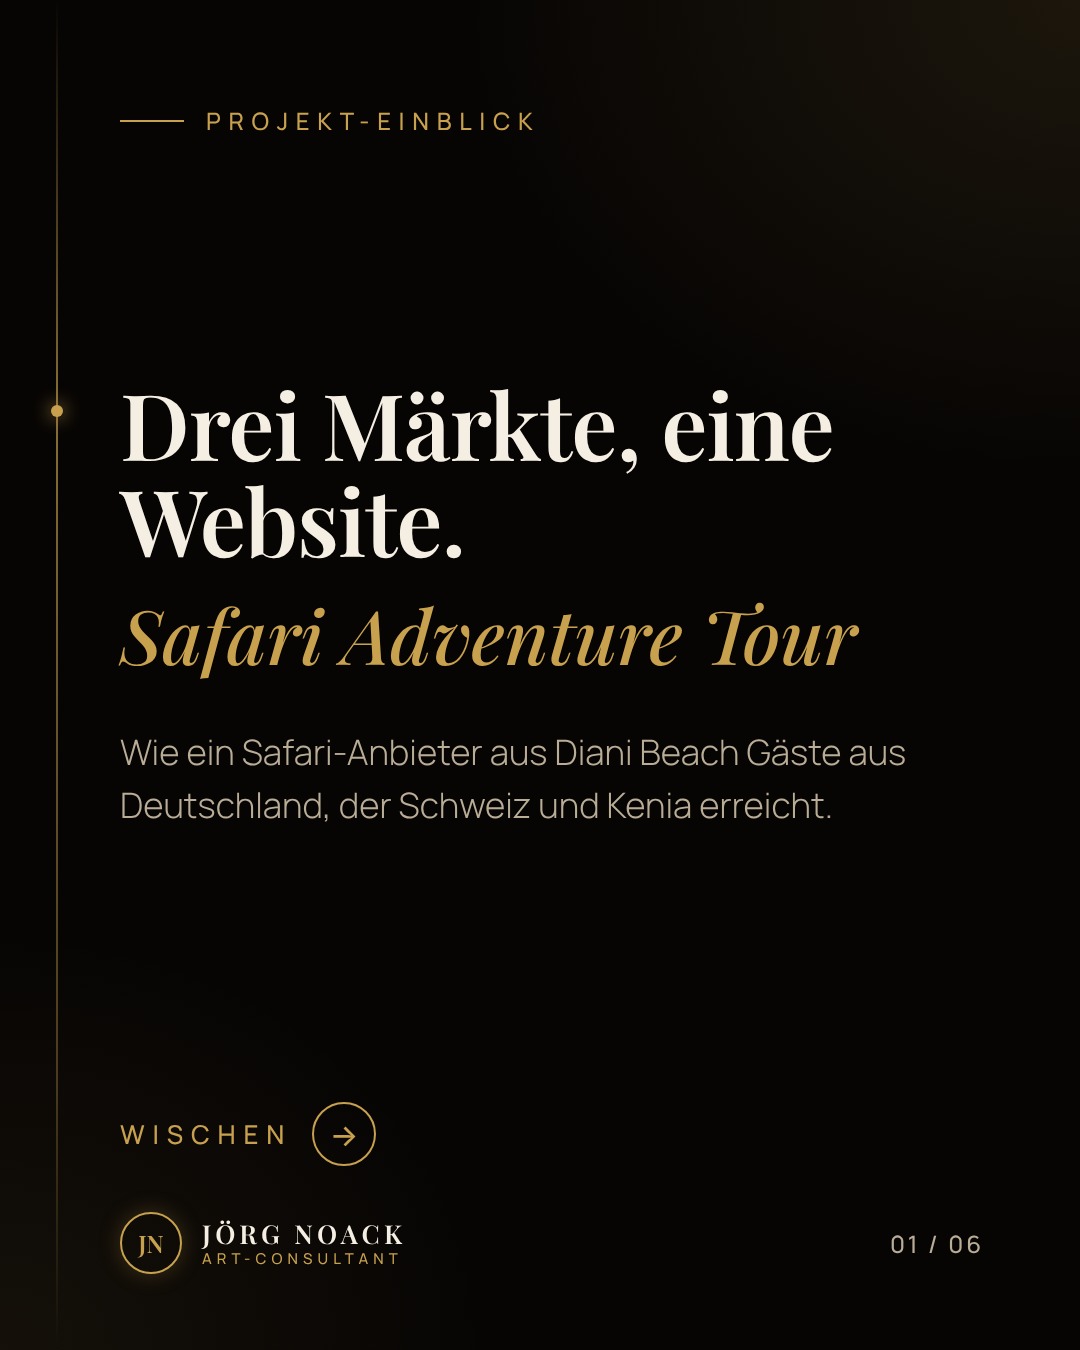 PROJEKT-EINBLICK
Drei Märkte, eine
Website.
Safari Adventure Tour
Wie ein Safari-Anbieter aus Diani Beach Gäste aus
Deutschland, der Schweiz und Kenia erreicht.
WISCHEN →
JN
JÖRG NOACK
ART-CONSULTANT
01 / 06